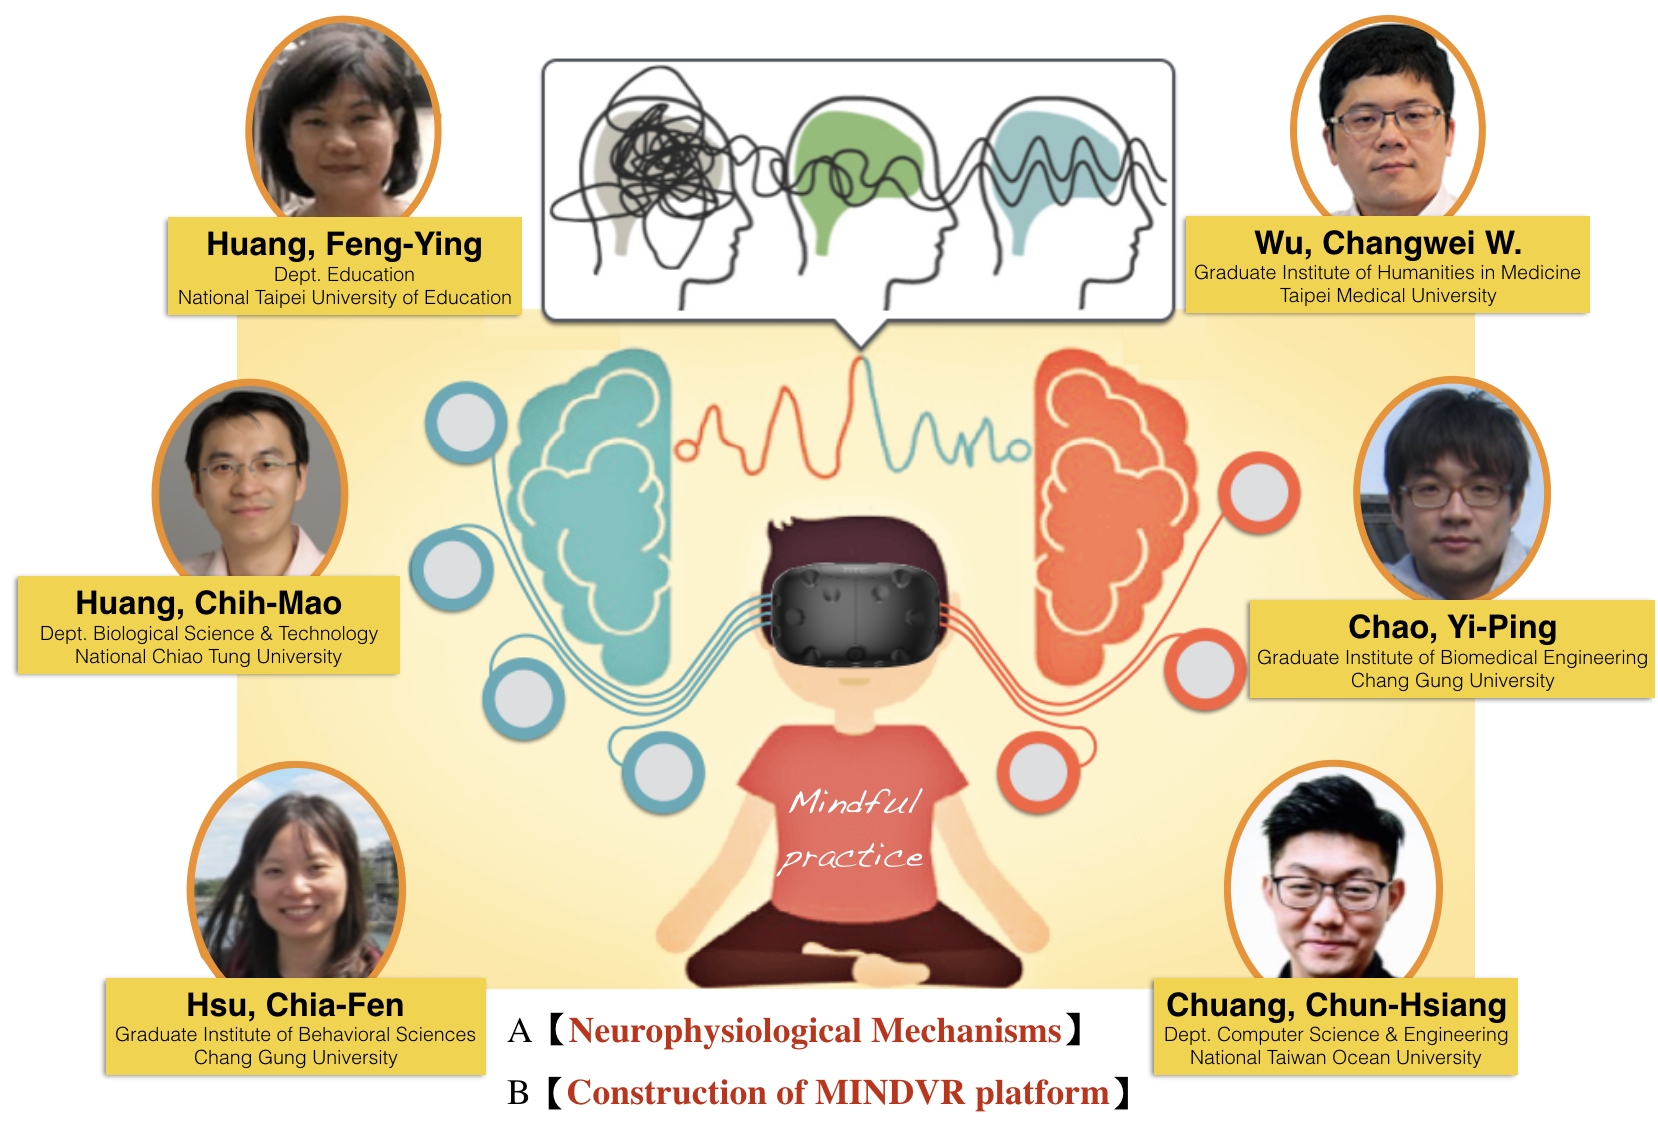 Huang, Feng-Ying
Dept. Education
National Taipei University of Education
Wu, Changwei W.
Graduate Institute of Humanities in Medicine
Taipei Medical University
Huang, Chih-Mao
Dept. Biological Science & Technology
National Chiao Tung University
Chao, Yi-Ping
Graduate Institute of Biomedical Engineering
Chang Gung University
Mindful
practice
Hsu, Chia-Fen
Graduate Institute of Behavioral Sciences
Chang Gung University
Chuang, Chun-Hsiang
Dept. Computer Science & Engineering
National Taiwan Ocean University
A【Neurophysiological Mechanisms】
B【Construction of MINDVR platform】